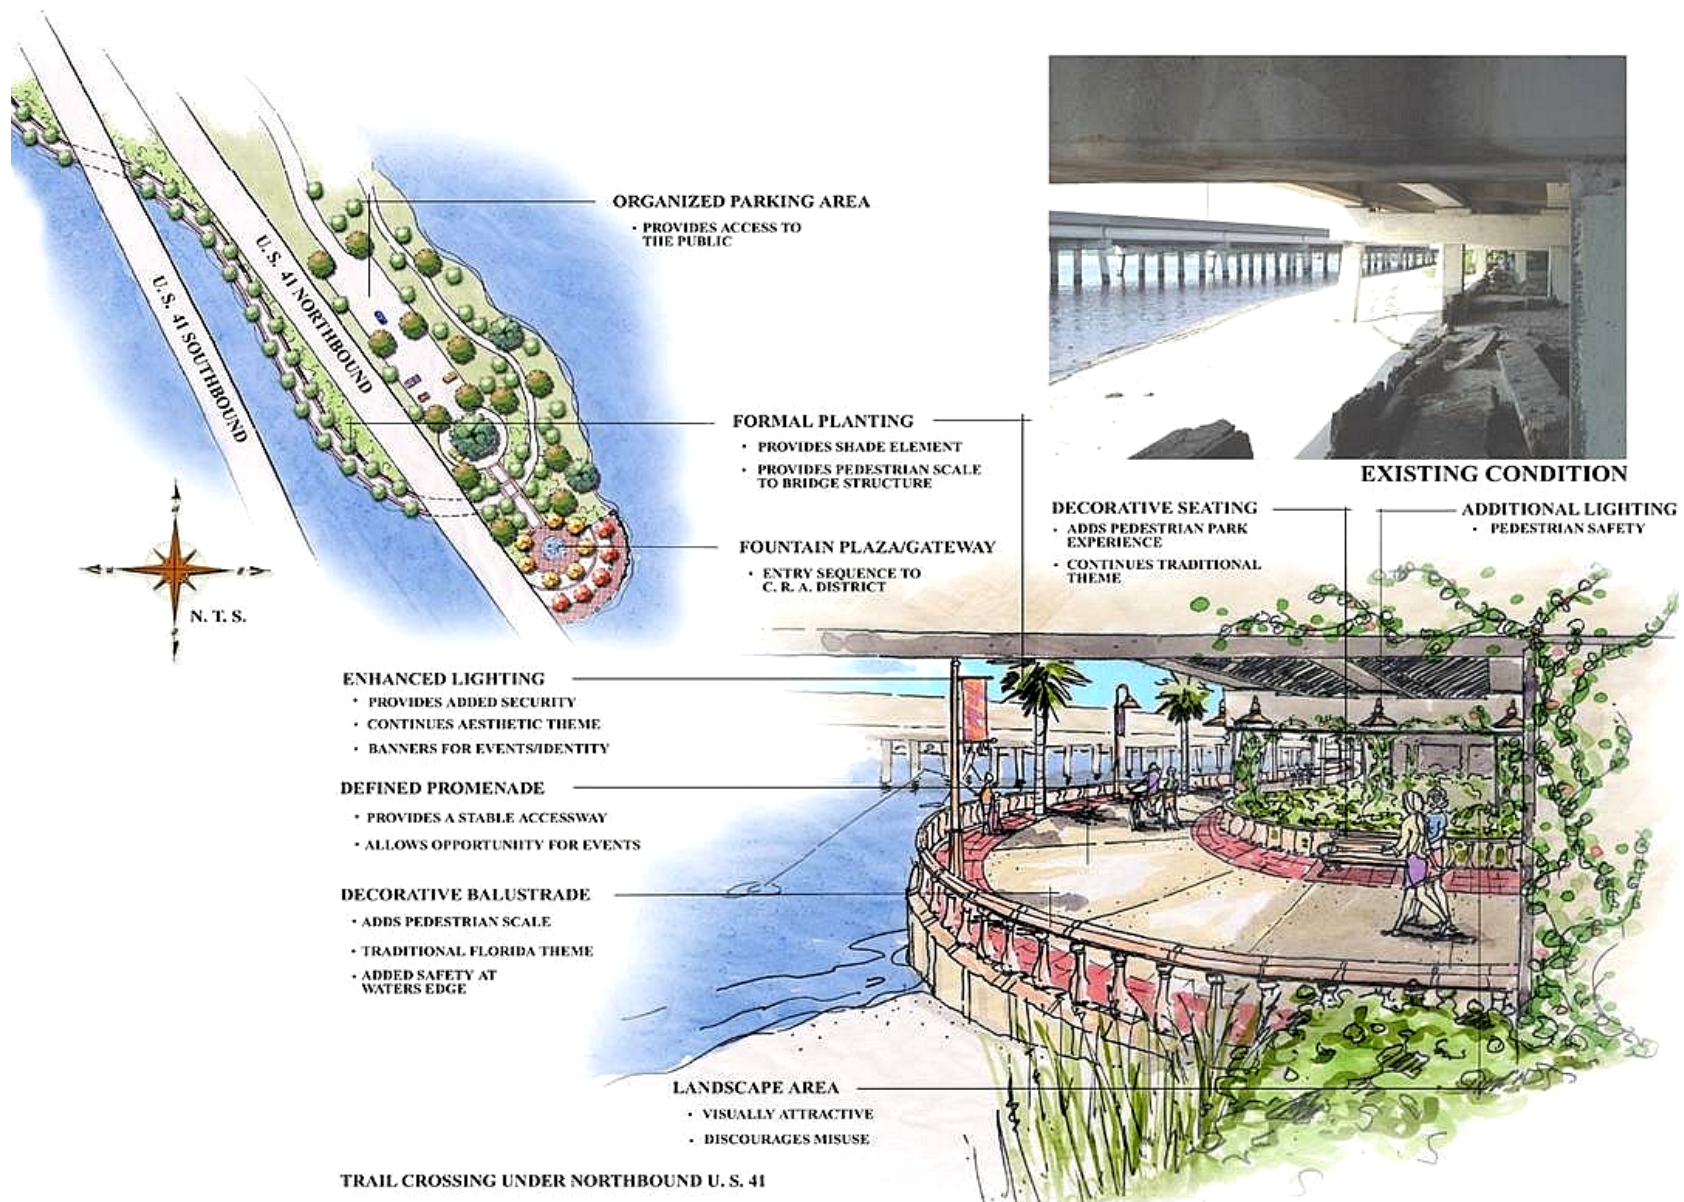 ORGANIZED PARKING AREA
• PROVIDES ACCESS TO
THE PUBLIC
U. S. 41 NORTHBOUND
U. S. 41 SOUTHBOUND
FORMAL PLANTING
• PROVIDES SHADE ELEMENT
• PROVIDES PEDESTRIAN SCALE
TO BRIDGE STRUCTURE
EXISTING CONDITION
DECORATIVE SEATING
• ADDS PEDESTRIAN PARK
EXPERIENCE
• CONTINUES TRADITIONAL
THEME
ADDITIONAL LIGHTING
• PEDESTRIAN SAFETY
FOUNTAIN PLAZA/GATEWAY
• ENTRY SEQUENCE TO
C. R. A. DISTRICT
N. T. S.
ENHANCED LIGHTING
• PROVIDES ADDED SECURITY
• CONTINUES AESTHETIC THEME
• BANNERS FOR EVENTS/IDENTITY
DEFINED PROMENADE
• PROVIDES A STABLE ACCESSWAY
• ALLOWS OPPORTUNIITY FOR EVENTS
DECORATIVE BALUSTRADE
• ADDS PEDESTRIAN SCALE
• TRADITIONAL FLORIDA THEME
• ADDED SAFETY AT
WATERS EDGE
LANDSCAPE AREA
• VISUALLY ATTRACTIVE
• DISCOURAGES MISUSE
TRAIL CROSSING UNDER NORTHBOUND U. S. 41